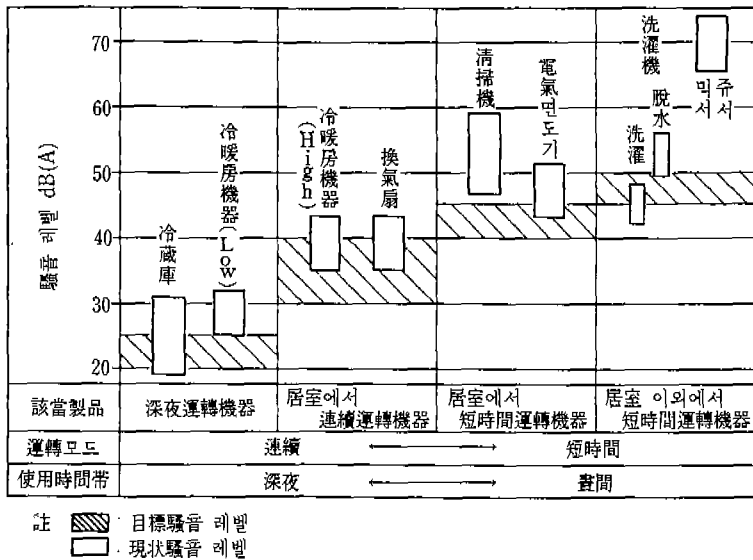 騷音 레벨 dB(A)
70
60
50
40
30
20
冷蔵庫
冷暖房機器(Low)
冷暖房機器
(High)
換氣扇
清掃機
電氣면도기
洗濯機
洗濯
脫水
믹서
쥬서
該當製品
深夜運轉機器
居室에서
連續運轉機器
居室에서
短時間運轉機器
居室 이외에서
短時間運轉機器
運轉모드
連續 ←→ 短時間
使用時間帯
深夜 ←→ 晝間
註 目標騷音 레벨
現状騷音 레벨